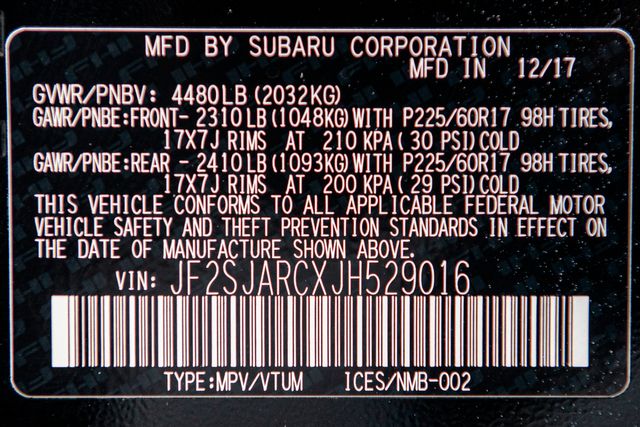 MFD BY SUBARU CORPORATION
MFD IN 12/17
GVWR/PNBV: 4480LB(2032KG)
GAWR/PNBE:FRONT- 2310LB(1048KG)WITH P225/60R17 98H TIRES,
17X7J RIMS AT 210 KPA( 30 PSI)COLD
GAWR/PNBE:REAR - 2410LB(1093KG)WITH P225/60R17 98H TIRES,
17X7J RIMS AT 200 KPA( 29 PSI)COLD
THIS VEHICLE CONFORMS TO ALL APPLICABLE FEDERAL MOTOR
VEHICLE SAFETY AND THEFT PREVENTION STANDARDS IN EFFECT ON
THE DATE OF MANUFACTURE SHOWN ABOVE.
VIN: JF2SJARCXJH529016
TYPE:MPV/VTUM ICES/NMB-002